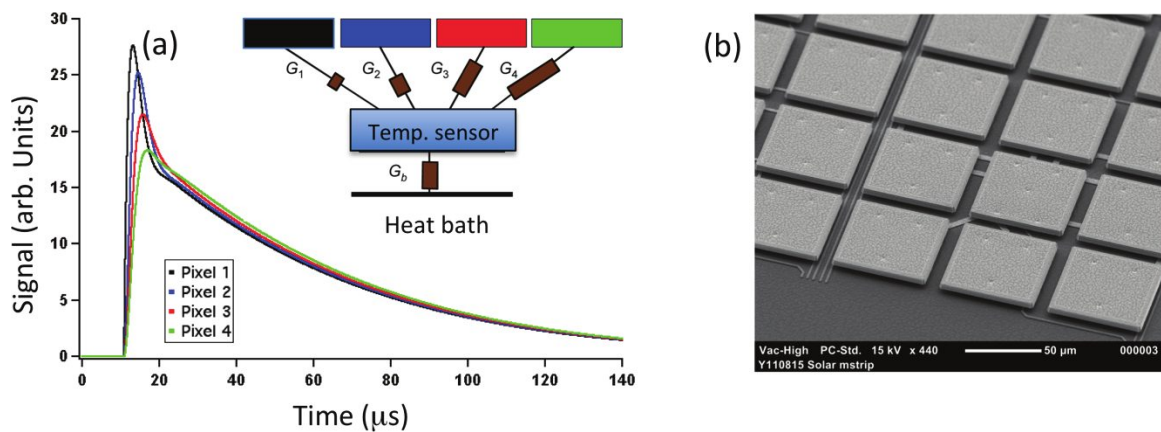 (a)
G1
G2
G3
G4
Temp. sensor
Gb
Heat bath
Signal (arb. Units)
30
25
20
15
10
5
0
Pixel 1
Pixel 2
Pixel 3
Pixel 4
0 20 40 60 80 100 120 140
Time (μs)
(b)
Vac-High PC-Std. 15 kV x 440 50 μm 000003
Y110815 Solar mstrip